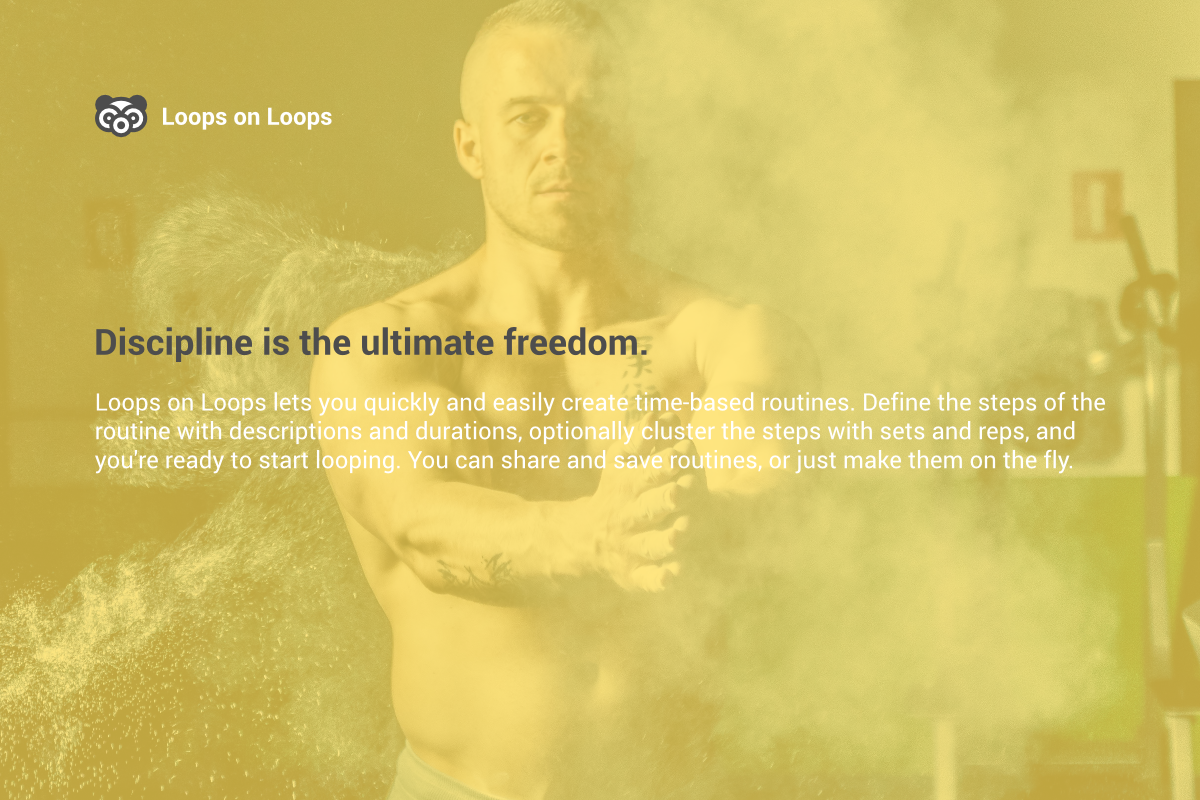 Loops on Loops
Discipline is the ultimate freedom.
Loops on Loops lets you quickly and easily create time-based routines. Define the steps of the
routine with descriptions and durations, optionally cluster the steps with sets and reps, and
you're ready to start looping. You can share and save routines, or just make them on the fly.